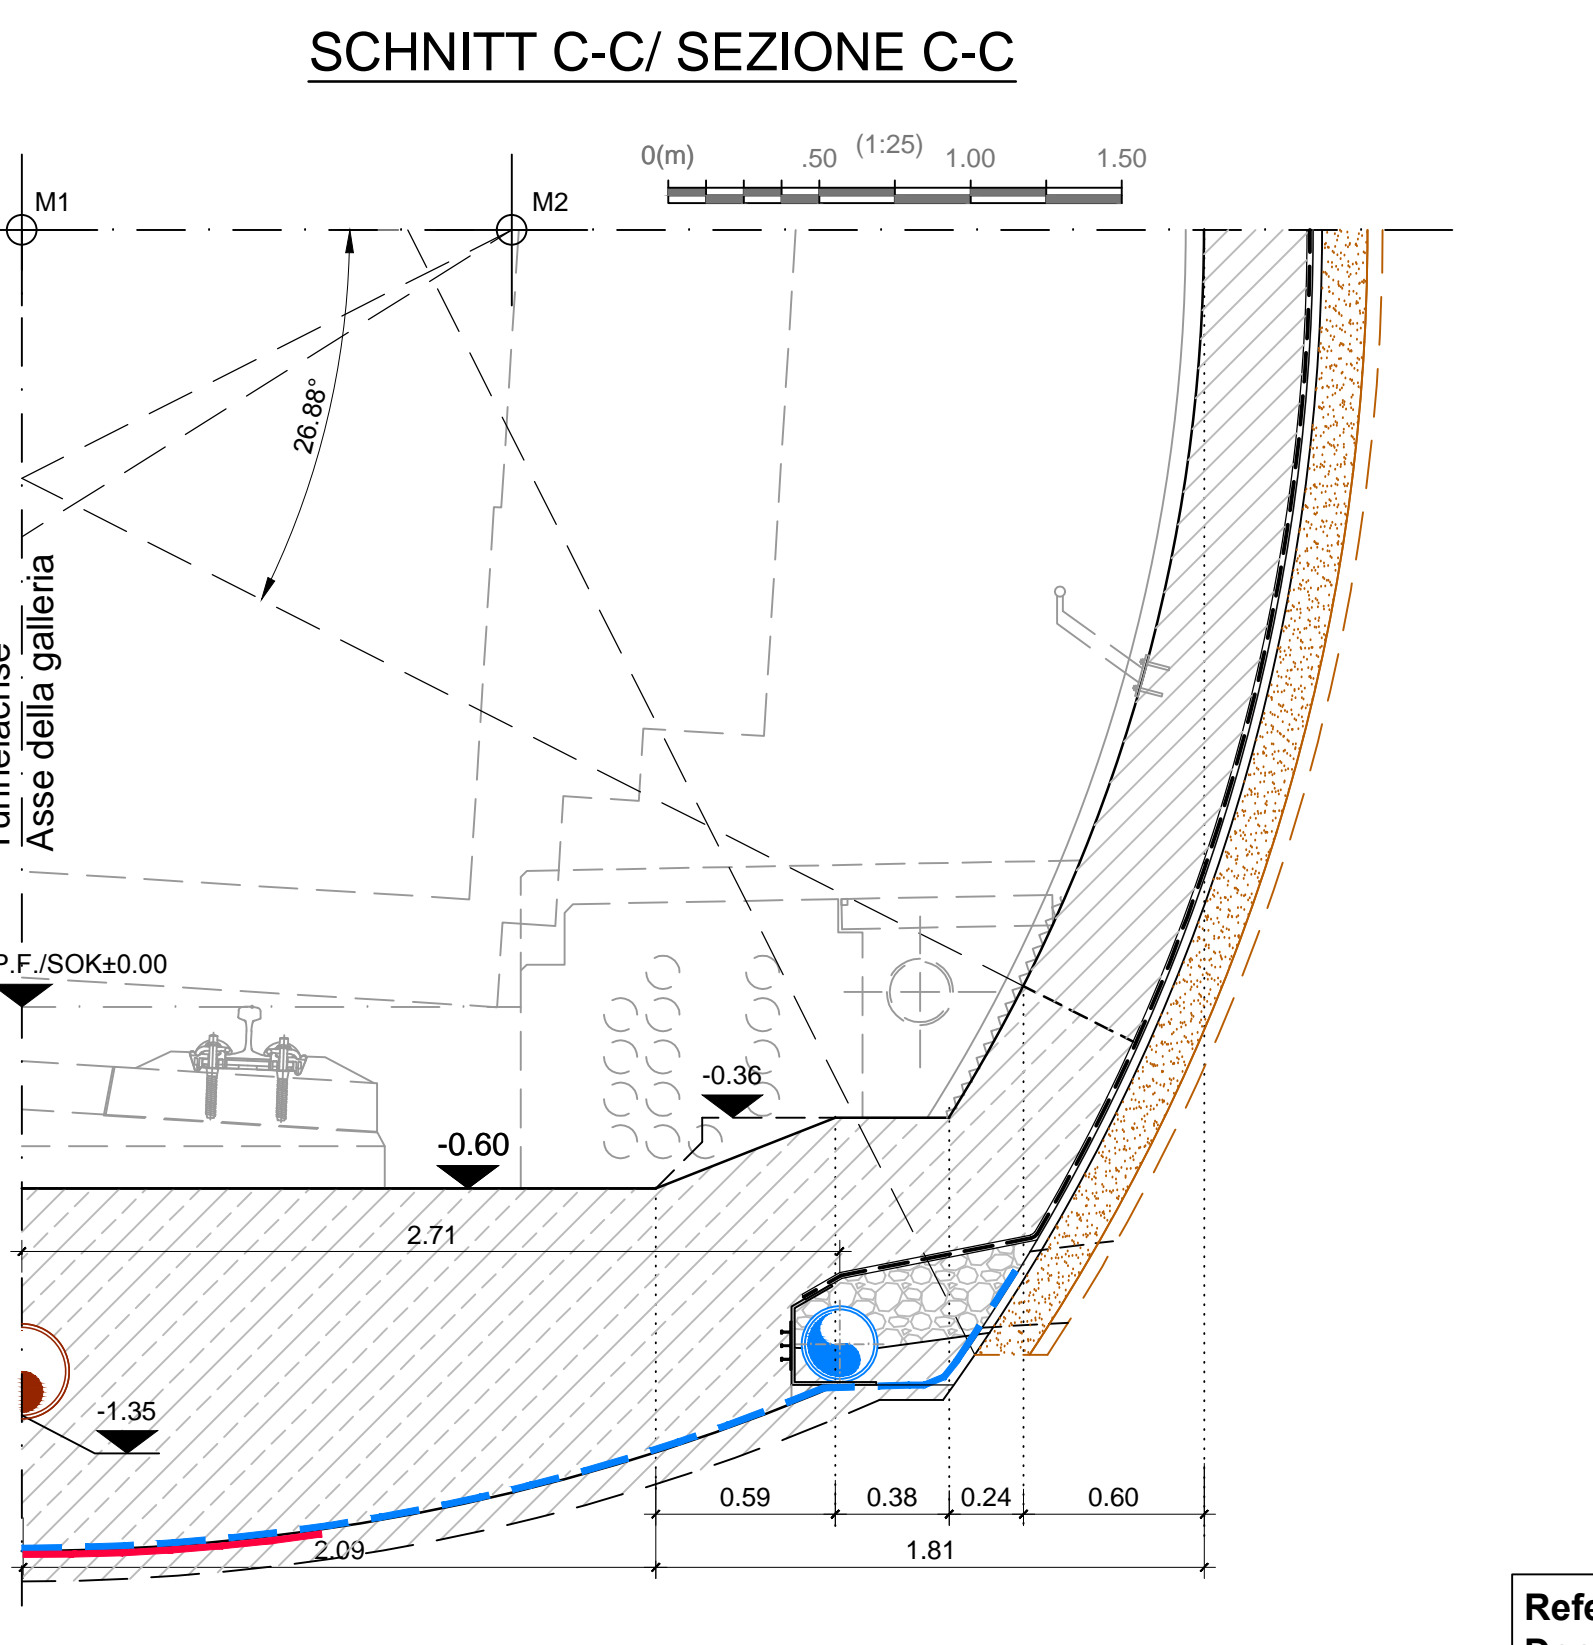 SCHNITT C-C/ SEZIONE C-C
0(m) .50 (1:25) 1.00 1.50
M1 M2
26.88°
Asse della galleria
P.F./SOK±0.00
-0.36
-0.60
2.71
-1.35
0.59 0.38 0.24 0.60
2.09 1.81